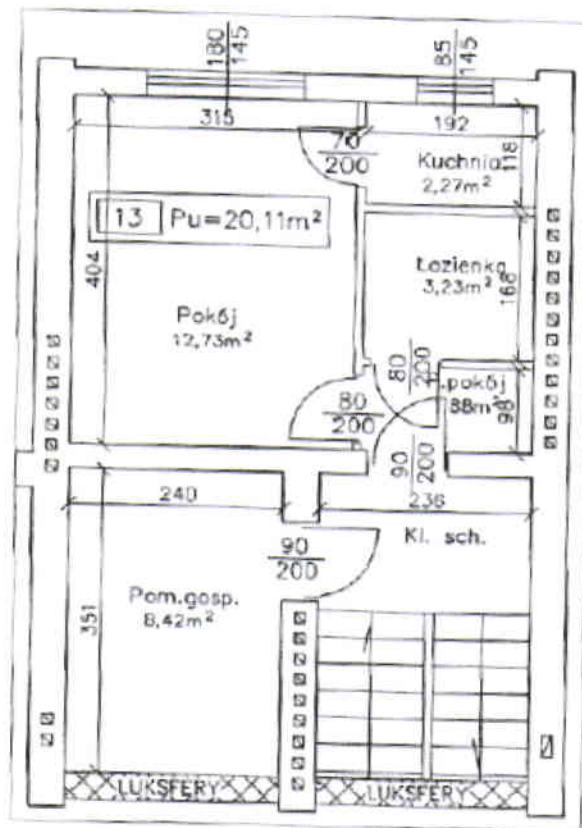 180
145
85
145
315
192
70
200
Kuchnia
2,27m²
118
13 Pu=20,11m²
404
Łazienka
3,23m²
168
Pokój
12,73m²
80
200
.pokój
88m²
98
80
200
90
200
240
236
Kl. sch.
90
200
Pom.gosp.
8,42m²
351
LUKSFERY
LUKSFERY